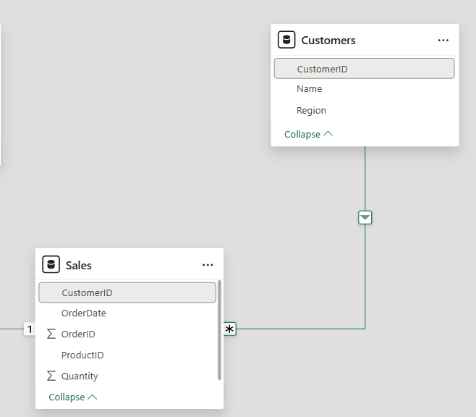 Customers
CustomerID
Name
Region
Collapse
Sales
CustomerID
OrderDate
1
∑ OrderID
*
ProductID
∑ Quantity
Collapse